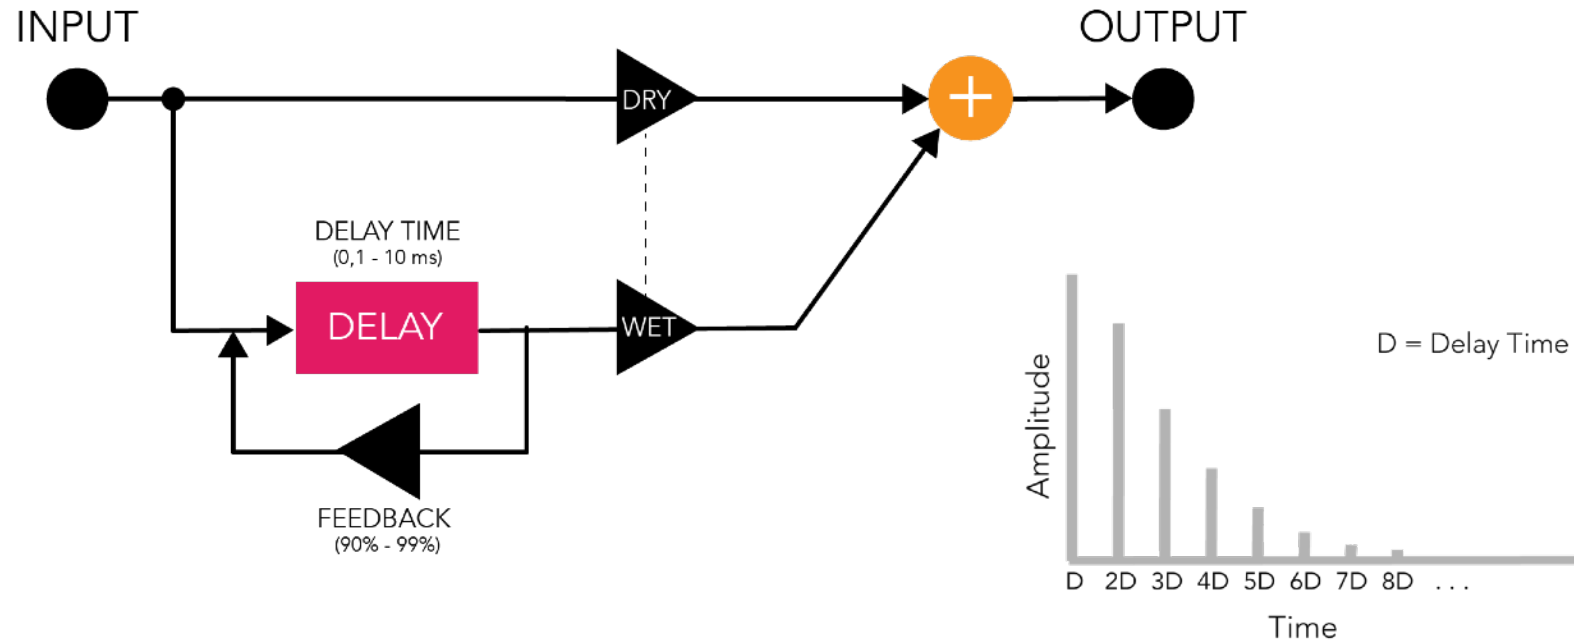 INPUT
OUTPUT
DRY
+
DELAY TIME
(0,1 - 10 ms)
DELAY
WET
FEEDBACK
(90% - 99%)
D = Delay Time
Amplitude
D 2D 3D 4D 5D 6D 7D 8D ...
Time